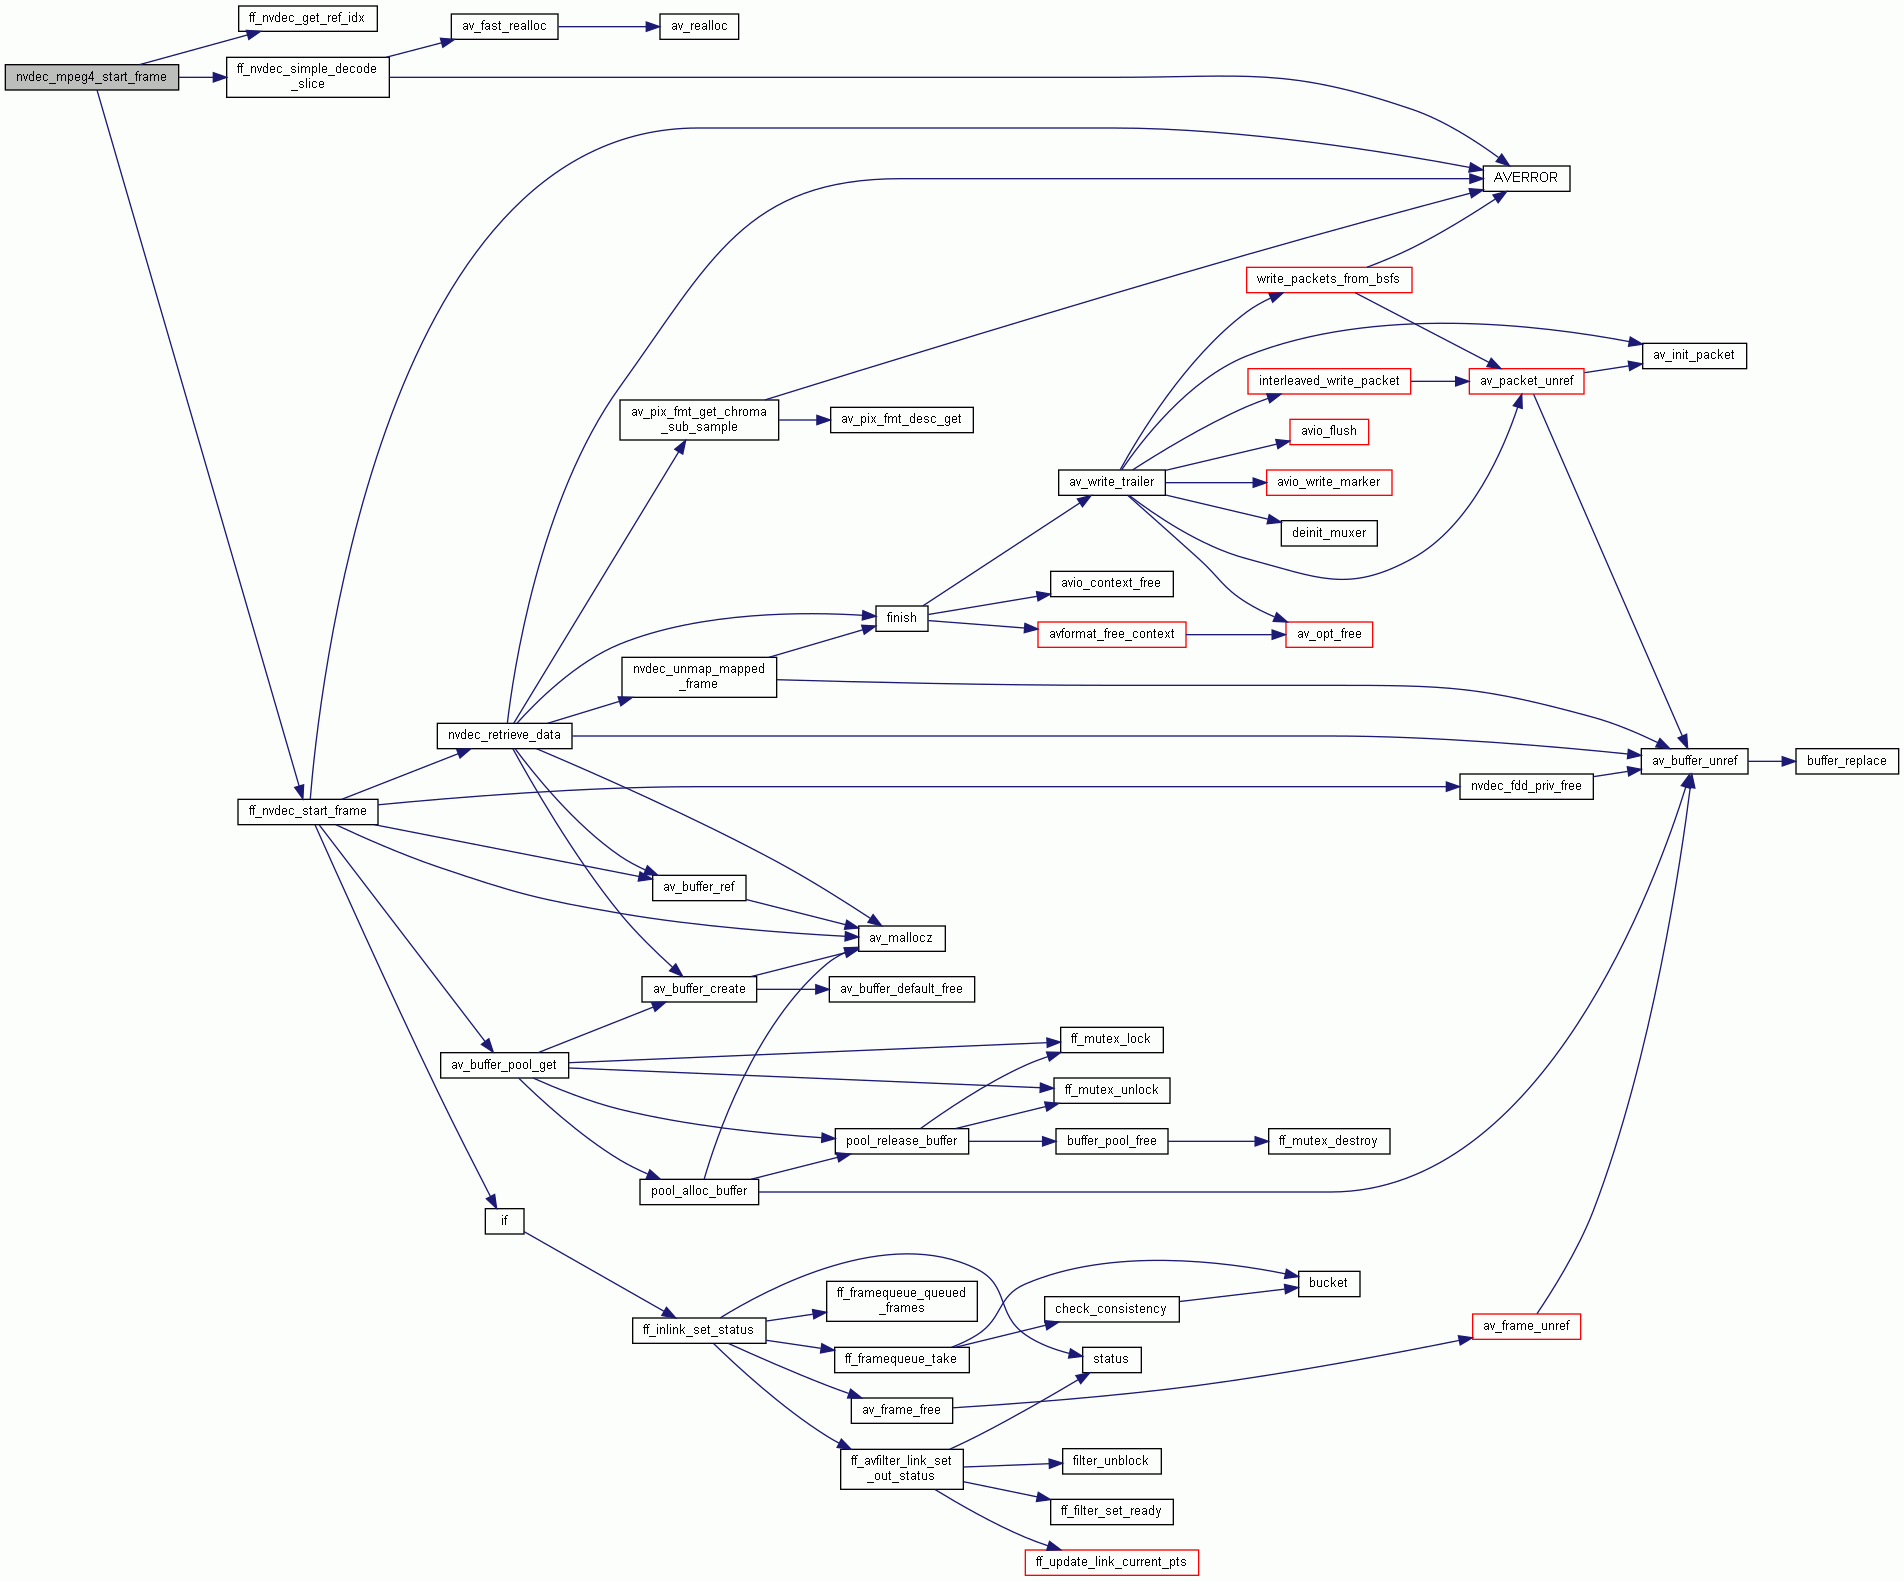 ff_nvdec_get_ref_idx
av_fast_realloc
av_realloc
nvdec_mpeg4_start_frame
ff_nvdec_simple_decode
_slice
AVERROR
write_packets_from_bsfs
av_init_packet
interleaved_write_packet
av_packet_unref
av_pix_fmt_get_chroma
_sub_sample
av_pix_fmt_desc_get
avio_flush
av_write_trailer
avio_write_marker
deinit_muxer
avio_context_free
finish
avformat_free_context
av_opt_free
nvdec_unmap_mapped
_frame
nvdec_retrieve_data
av_buffer_unref
buffer_replace
nvdec_fdd_priv_free
ff_nvdec_start_frame
av_buffer_ref
av_mallocz
av_buffer_create
av_buffer_default_free
ff_mutex_lock
av_buffer_pool_get
ff_mutex_unlock
pool_release_buffer
buffer_pool_free
ff_mutex_destroy
pool_alloc_buffer
if
bucket
ff_framequeue_queued
_frames
check_consistency
av_frame_unref
ff_inlink_set_status
ff_framequeue_take
status
av_frame_free
ff_avfilter_link_set
_out_status
filter_unblock
ff_filter_set_ready
ff_update_link_current_pts